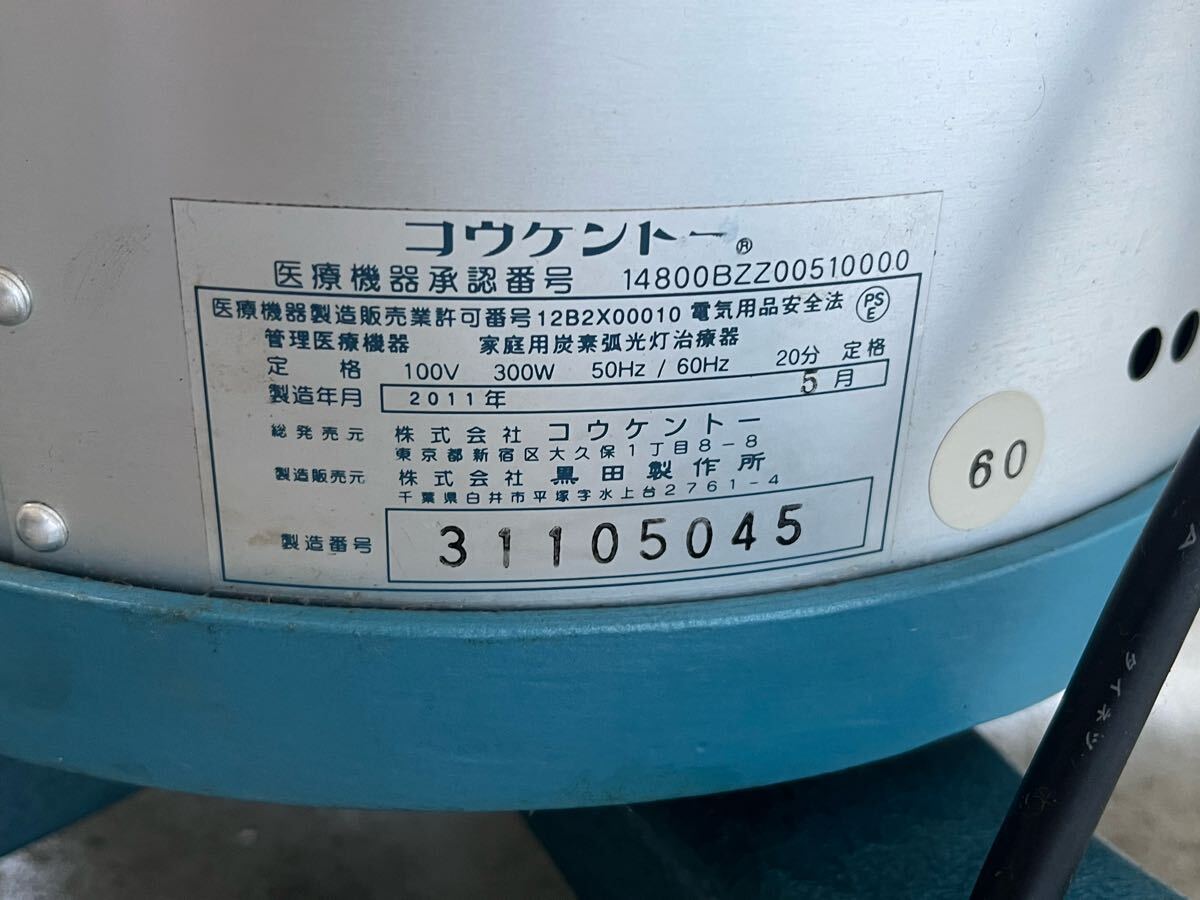 コウケントー®
医療機器承認番号 14800BZZ00510000
医療機器製造販売業許可番号12B2X00010 電気用品安全法 PSE
管理医療機器 家庭用炭素弧光灯治療器
定格 100V 300W 50Hz / 60Hz 20分 定格
製造年月 2011年 5月
総発売元 株式会社 コウケントー
東京都新宿区大久保1丁目8-8
製造販売元 株式会社 黒田製作所
千葉県白井市平塚字水上台2761-4
製造番号 31105045
60
タイネツ